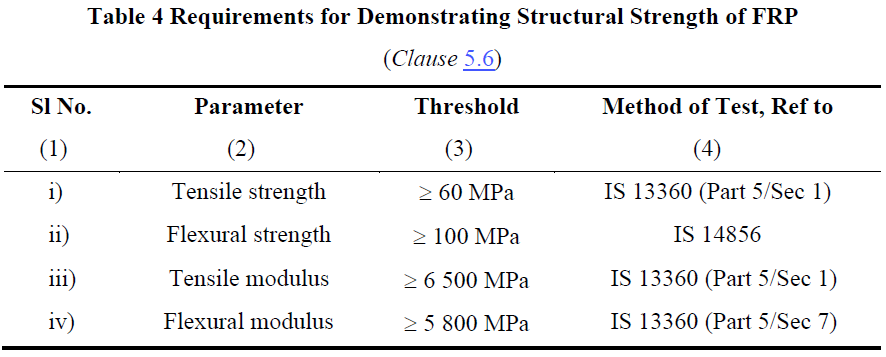 Table 4 Requirements for Demonstrating Structural Strength of FRP
(Clause 5.6)
Sl No. Parameter Threshold Method of Test, Ref to
(1) (2) (3) (4)
i) Tensile strength ≥ 60 MPa IS 13360 (Part 5/Sec 1)
ii) Flexural strength ≥ 100 MPa IS 14856
iii) Tensile modulus ≥ 6 500 MPa IS 13360 (Part 5/Sec 1)
iv) Flexural modulus ≥ 5 800 MPa IS 13360 (Part 5/Sec 7)